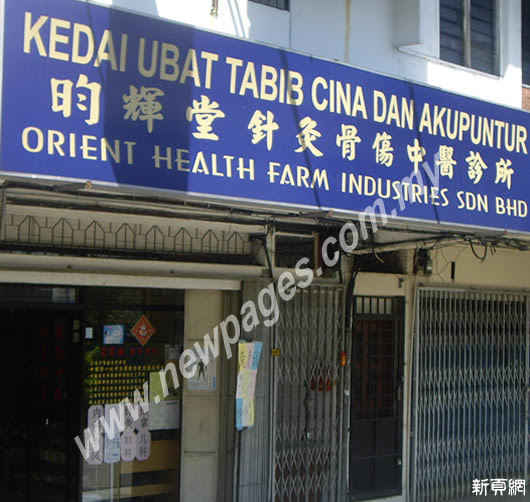 KEDAI UBAT TABIB CINA DAN AKUPUNTUR
昀輝堂針灸骨傷中醫診所
ORIENT HEALTH FARM INDUSTRIES SDN BHD
www.newpages.com.my
新頁網